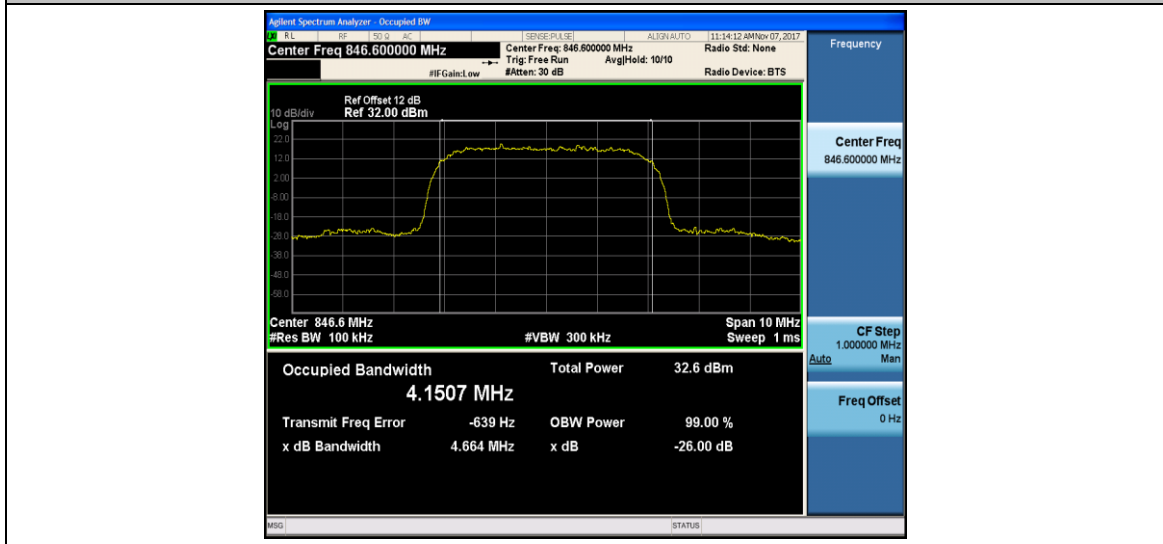 Agilent Spectrum Analyzer - Occupied BW
RL RF 50 Ω AC SENSE:PULSE ALIGN AUTO 11:14:12 AM Nov 07, 2017
Center Freq 846.600000 MHz
Center Freq: 846.600000 MHz Radio Std: None
Trig: Free Run Avg|Hold: 10/10
#IFGain:Low #Atten: 30 dB Radio Device: BTS
Ref Offset 12 dB
10 dB/div Ref 32.00 dBm
Log
22.0
12.0
2.00
-8.00
-18.0
-28.0
-38.0
-48.0
-58.0
Center 846.6 MHz Span 10 MHz
#Res BW 100 kHz #VBW 300 kHz Sweep 1 ms
Occupied Bandwidth Total Power 32.6 dBm
4.1507 MHz
Transmit Freq Error -639 Hz OBW Power 99.00 %
x dB Bandwidth 4.664 MHz x dB -26.00 dB
MSG STATUS
Frequency
Center Freq
846.600000 MHz
CF Step
1.000000 MHz
Auto Man
Freq Offset
0 Hz